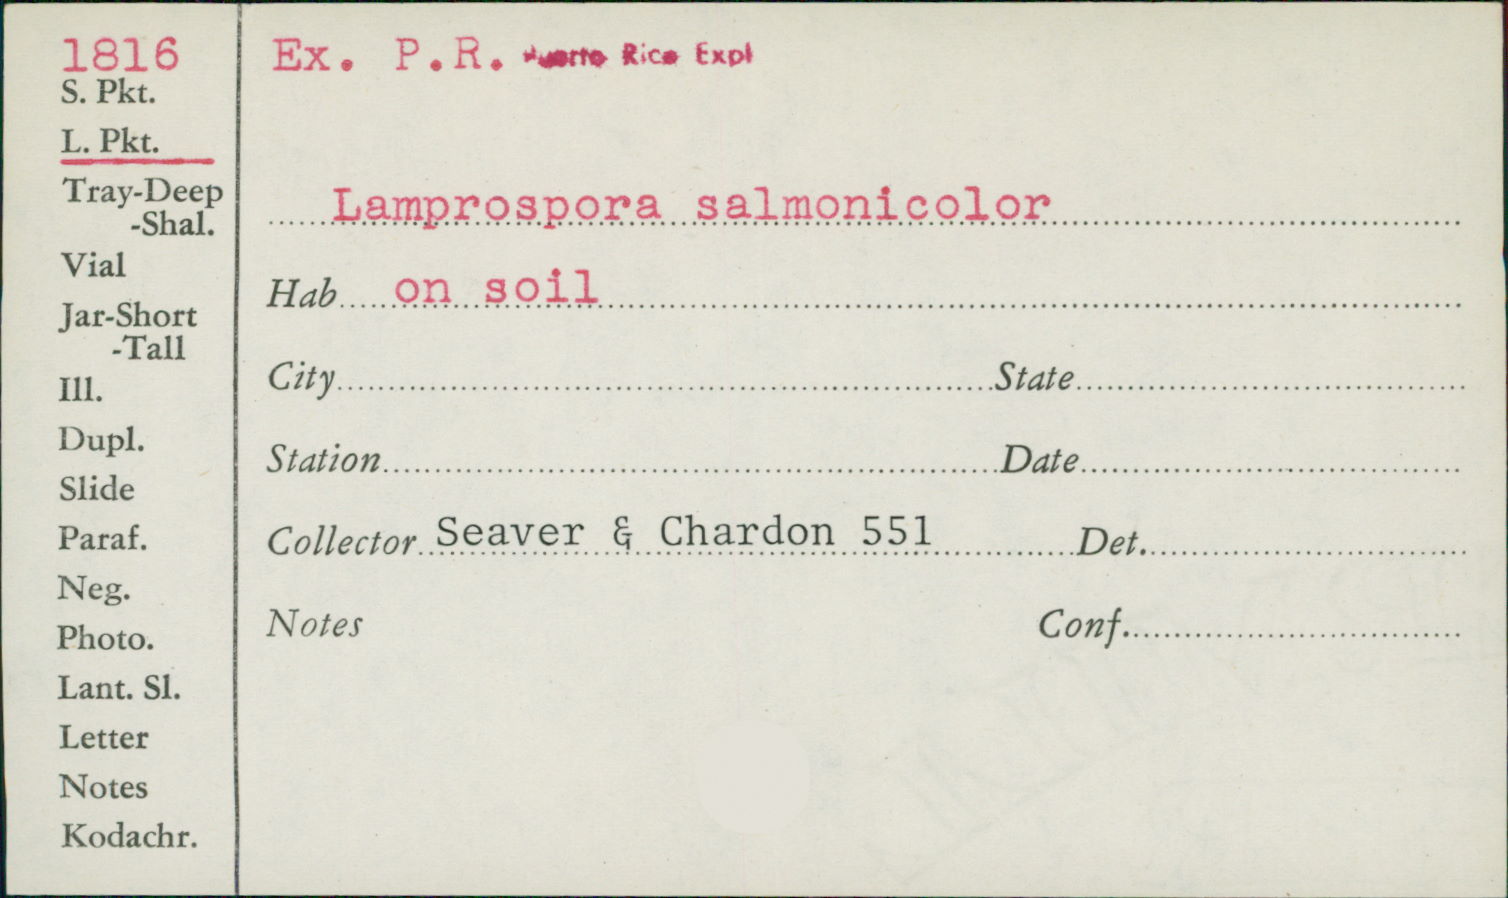 1816
S. Pkt.
L. Pkt.
Tray-Deep
-Shal.
Vial
Jar-Short
-Tall
Ill.
Dupl.
Slide
Paraf.
Neg.
Photo.
Lant. Sl.
Letter
Notes
Kodachr.
Ex. P.R. Puerto Rico Expl
Lamprospora salmonicolor
Hab on soil
City State
Station Date
Collector Seaver & Chardon 551 Det.
Notes Conf.